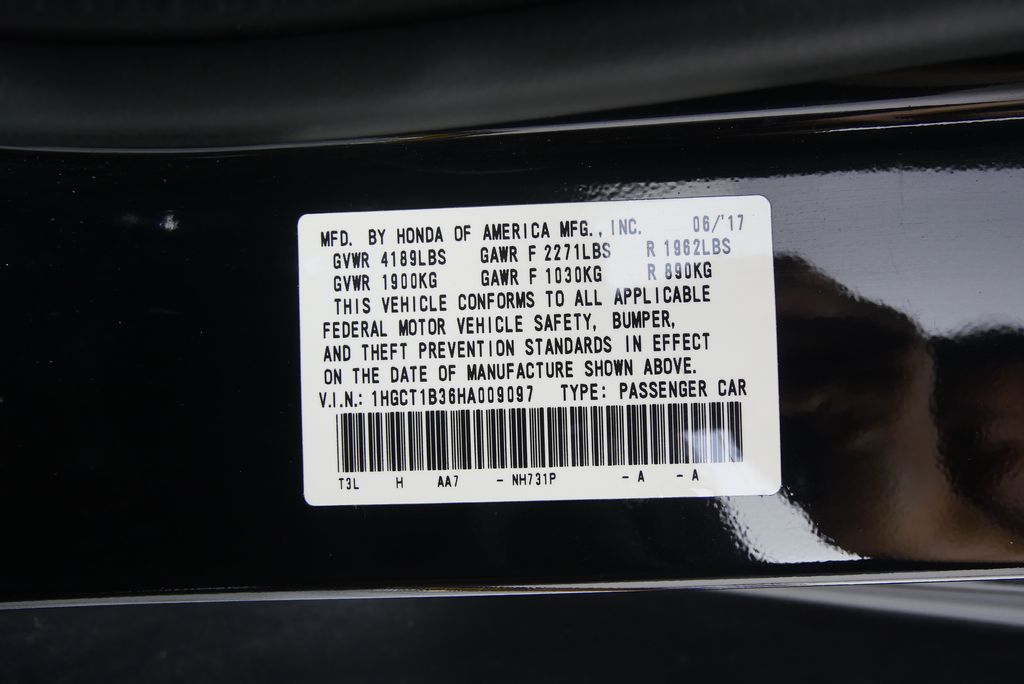 MFD. BY HONDA OF AMERICA MFG., INC. 06/'17
GVWR 4189LBS GAWR F 2271LBS R 1962LBS
GVWR 1900KG GAWR F 1030KG R 890KG
THIS VEHICLE CONFORMS TO ALL APPLICABLE
FEDERAL MOTOR VEHICLE SAFETY, BUMPER,
AND THEFT PREVENTION STANDARDS IN EFFECT
ON THE DATE OF MANUFACTURE SHOWN ABOVE.
V.I.N.: 1HGCT1B36HA009097 TYPE: PASSENGER CAR
T3L H AA7 - NH731P - A - A